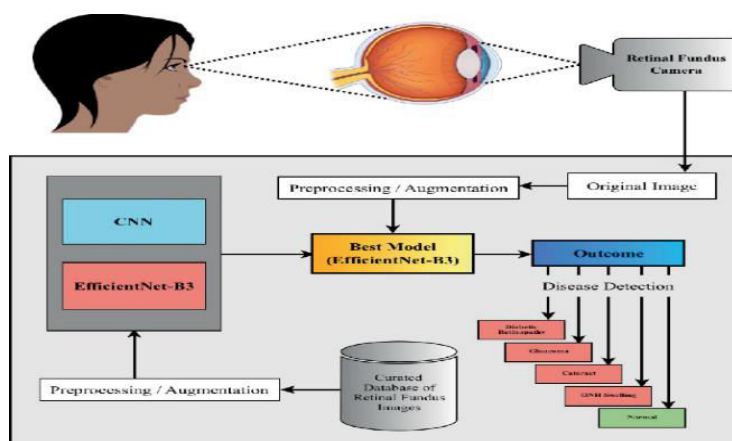 Retinal Fundus
Camera
Preprocessing / Augmentation
Original Image
CNN
EfficientNet-B3
Best Model
(EfficientNet-B3)
Outcome
Disease Detection
Diabetic
Retinopathy
Glaucoma
Cataract
ONH Swelling
Normal
Preprocessing / Augmentation
Curated
Database of
Retinal Fundus
Images